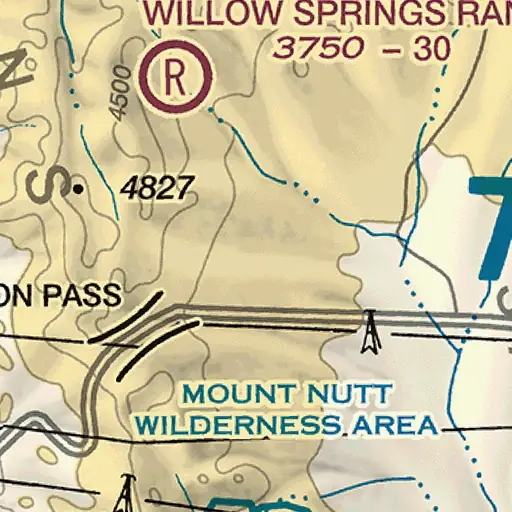 WILLOW SPRINGS RAN
3750 – 30
R
4500
N
S
4827
ON PASS
MOUNT NUTT
WILDERNESS AREA